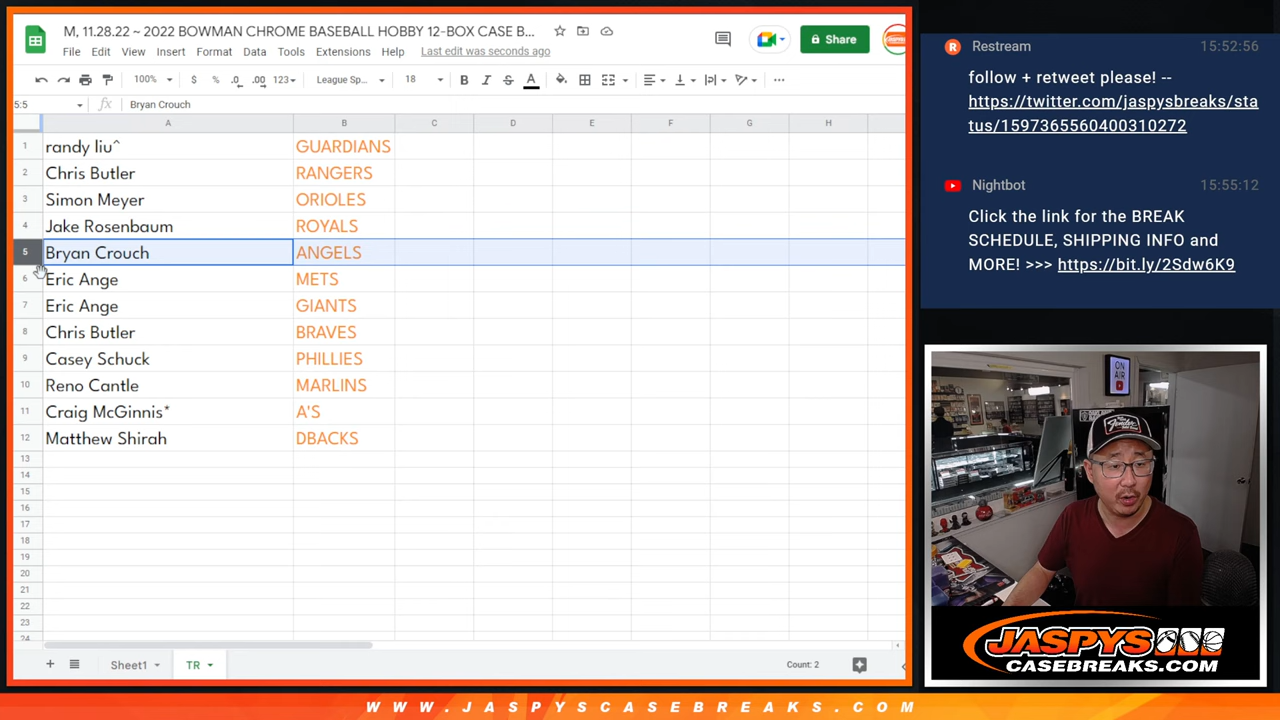 M, 11.28.22 ~ 2022 BOWMAN CHROME BASEBALL HOBBY 12-BOX CASE B...
File Edit View Insert Format Data Tools Extensions Help Last edit was seconds ago
Share
100% $ % .0 .00 123 League Sp... 18 B I S A
5:5 fx Bryan Crouch
A B C D E F G H
1 randy liu^ GUARDIANS
2 Chris Butler RANGERS
3 Simon Meyer ORIOLES
4 Jake Rosenbaum ROYALS
5 Bryan Crouch ANGELS
6 Eric Ange METS
7 Eric Ange GIANTS
8 Chris Butler BRAVES
9 Casey Schuck PHILLIES
10 Reno Cantle MARLINS
11 Craig McGinnis* A'S
12 Matthew Shirah DBACKS
13
14
15
16
17
18
19
20
21
22
23
24
+ Sheet1 TR Count: 2
Restream 15:52:56
follow + retweet please! --
https://twitter.com/jaspysbreaks/sta
tus/1597365560400310272
Nightbot 15:55:12
Click the link for the BREAK
SCHEDULE, SHIPPING INFO and
MORE! >>> https://bit.ly/2Sdw6K9
ON
AIR
Fender
JASPYS
CASEBREAKS.COM
WWW.JASPYSCASEBREAKS.COM